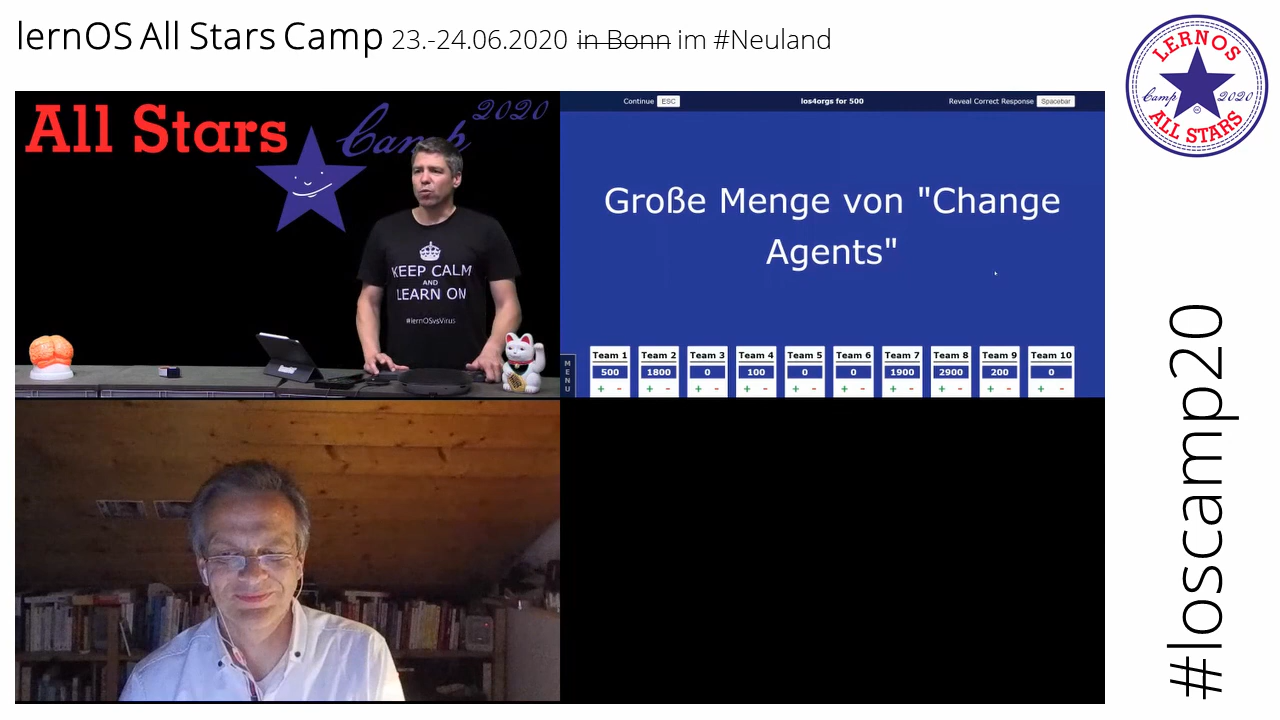 lernOS All Stars Camp 23.-24.06.2020 in Bonn im #Neuland
LERNOS
Camp 2020
ALL STARS
All Stars Camp 2020
KEEP CALM
AND
LEARN ON
#lernOSvsVirus
Continue ESC los4orgs for 500 Reveal Correct Response Spacebar
Große Menge von "Change
Agents"
MENU
Team 1 Team 2 Team 3 Team 4 Team 5 Team 6 Team 7 Team 8 Team 9 Team 10
500 1800 0 100 0 0 1900 2900 200 0
+ - + - + - + - + - + - + - + - + - + -
#loscamp20